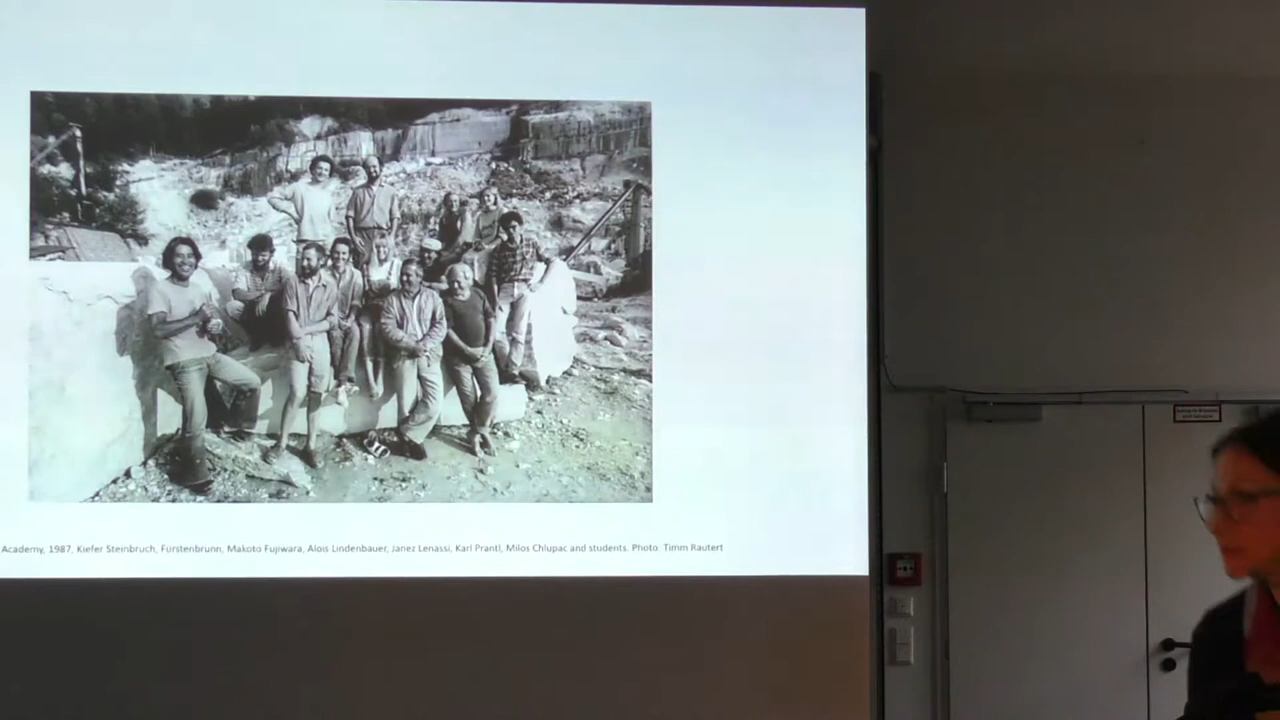 Academy, 1987, Kiefer Steinbruch, Fürstenbrunn, Makoto Fujiwara, Alois Lindenbauer, Janez Lenassi, Karl Prantl, Milos Chlupac and students. Photo: Timm Rautert